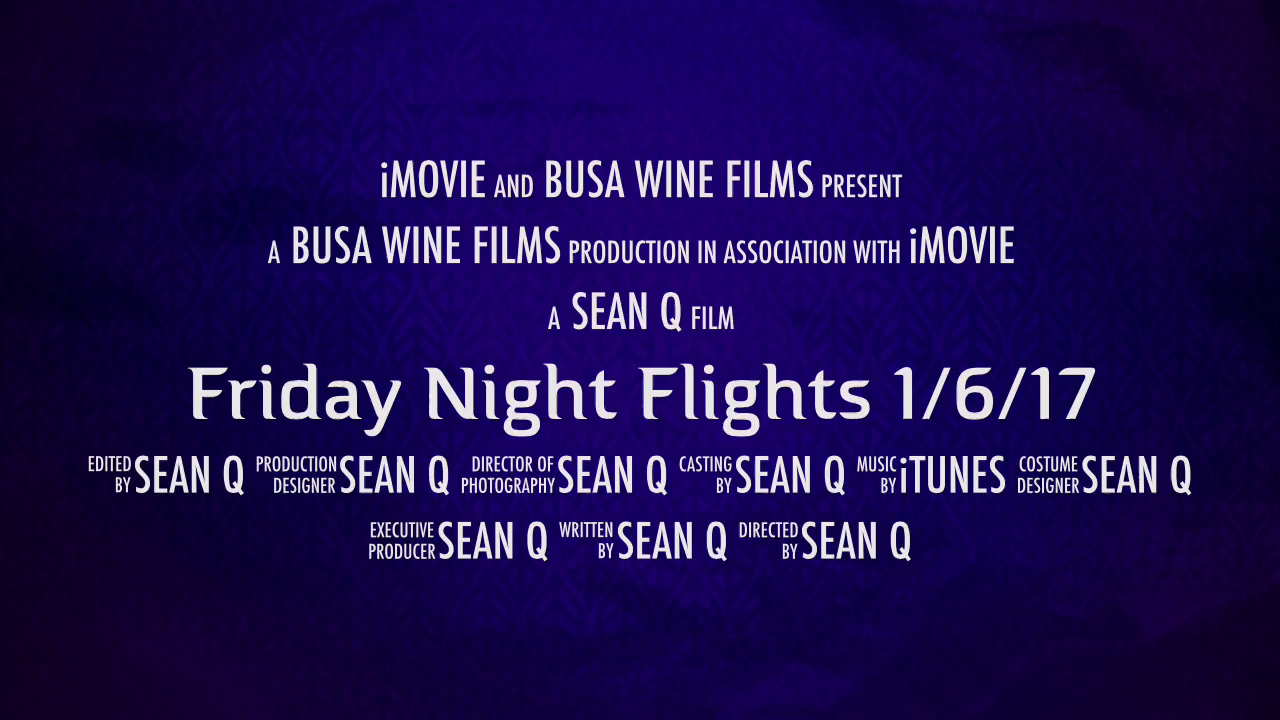 iMOVIE AND BUSA WINE FILMS PRESENT
A BUSA WINE FILMS PRODUCTION IN ASSOCIATION WITH iMOVIE
A SEAN Q FILM
Friday Night Flights 1/6/17
EDITED BY SEAN Q PRODUCTION DESIGNER SEAN Q DIRECTOR OF PHOTOGRAPHY SEAN Q CASTING BY SEAN Q MUSIC BY iTUNES COSTUME DESIGNER SEAN Q
EXECUTIVE PRODUCER SEAN Q WRITTEN BY SEAN Q DIRECTED BY SEAN Q